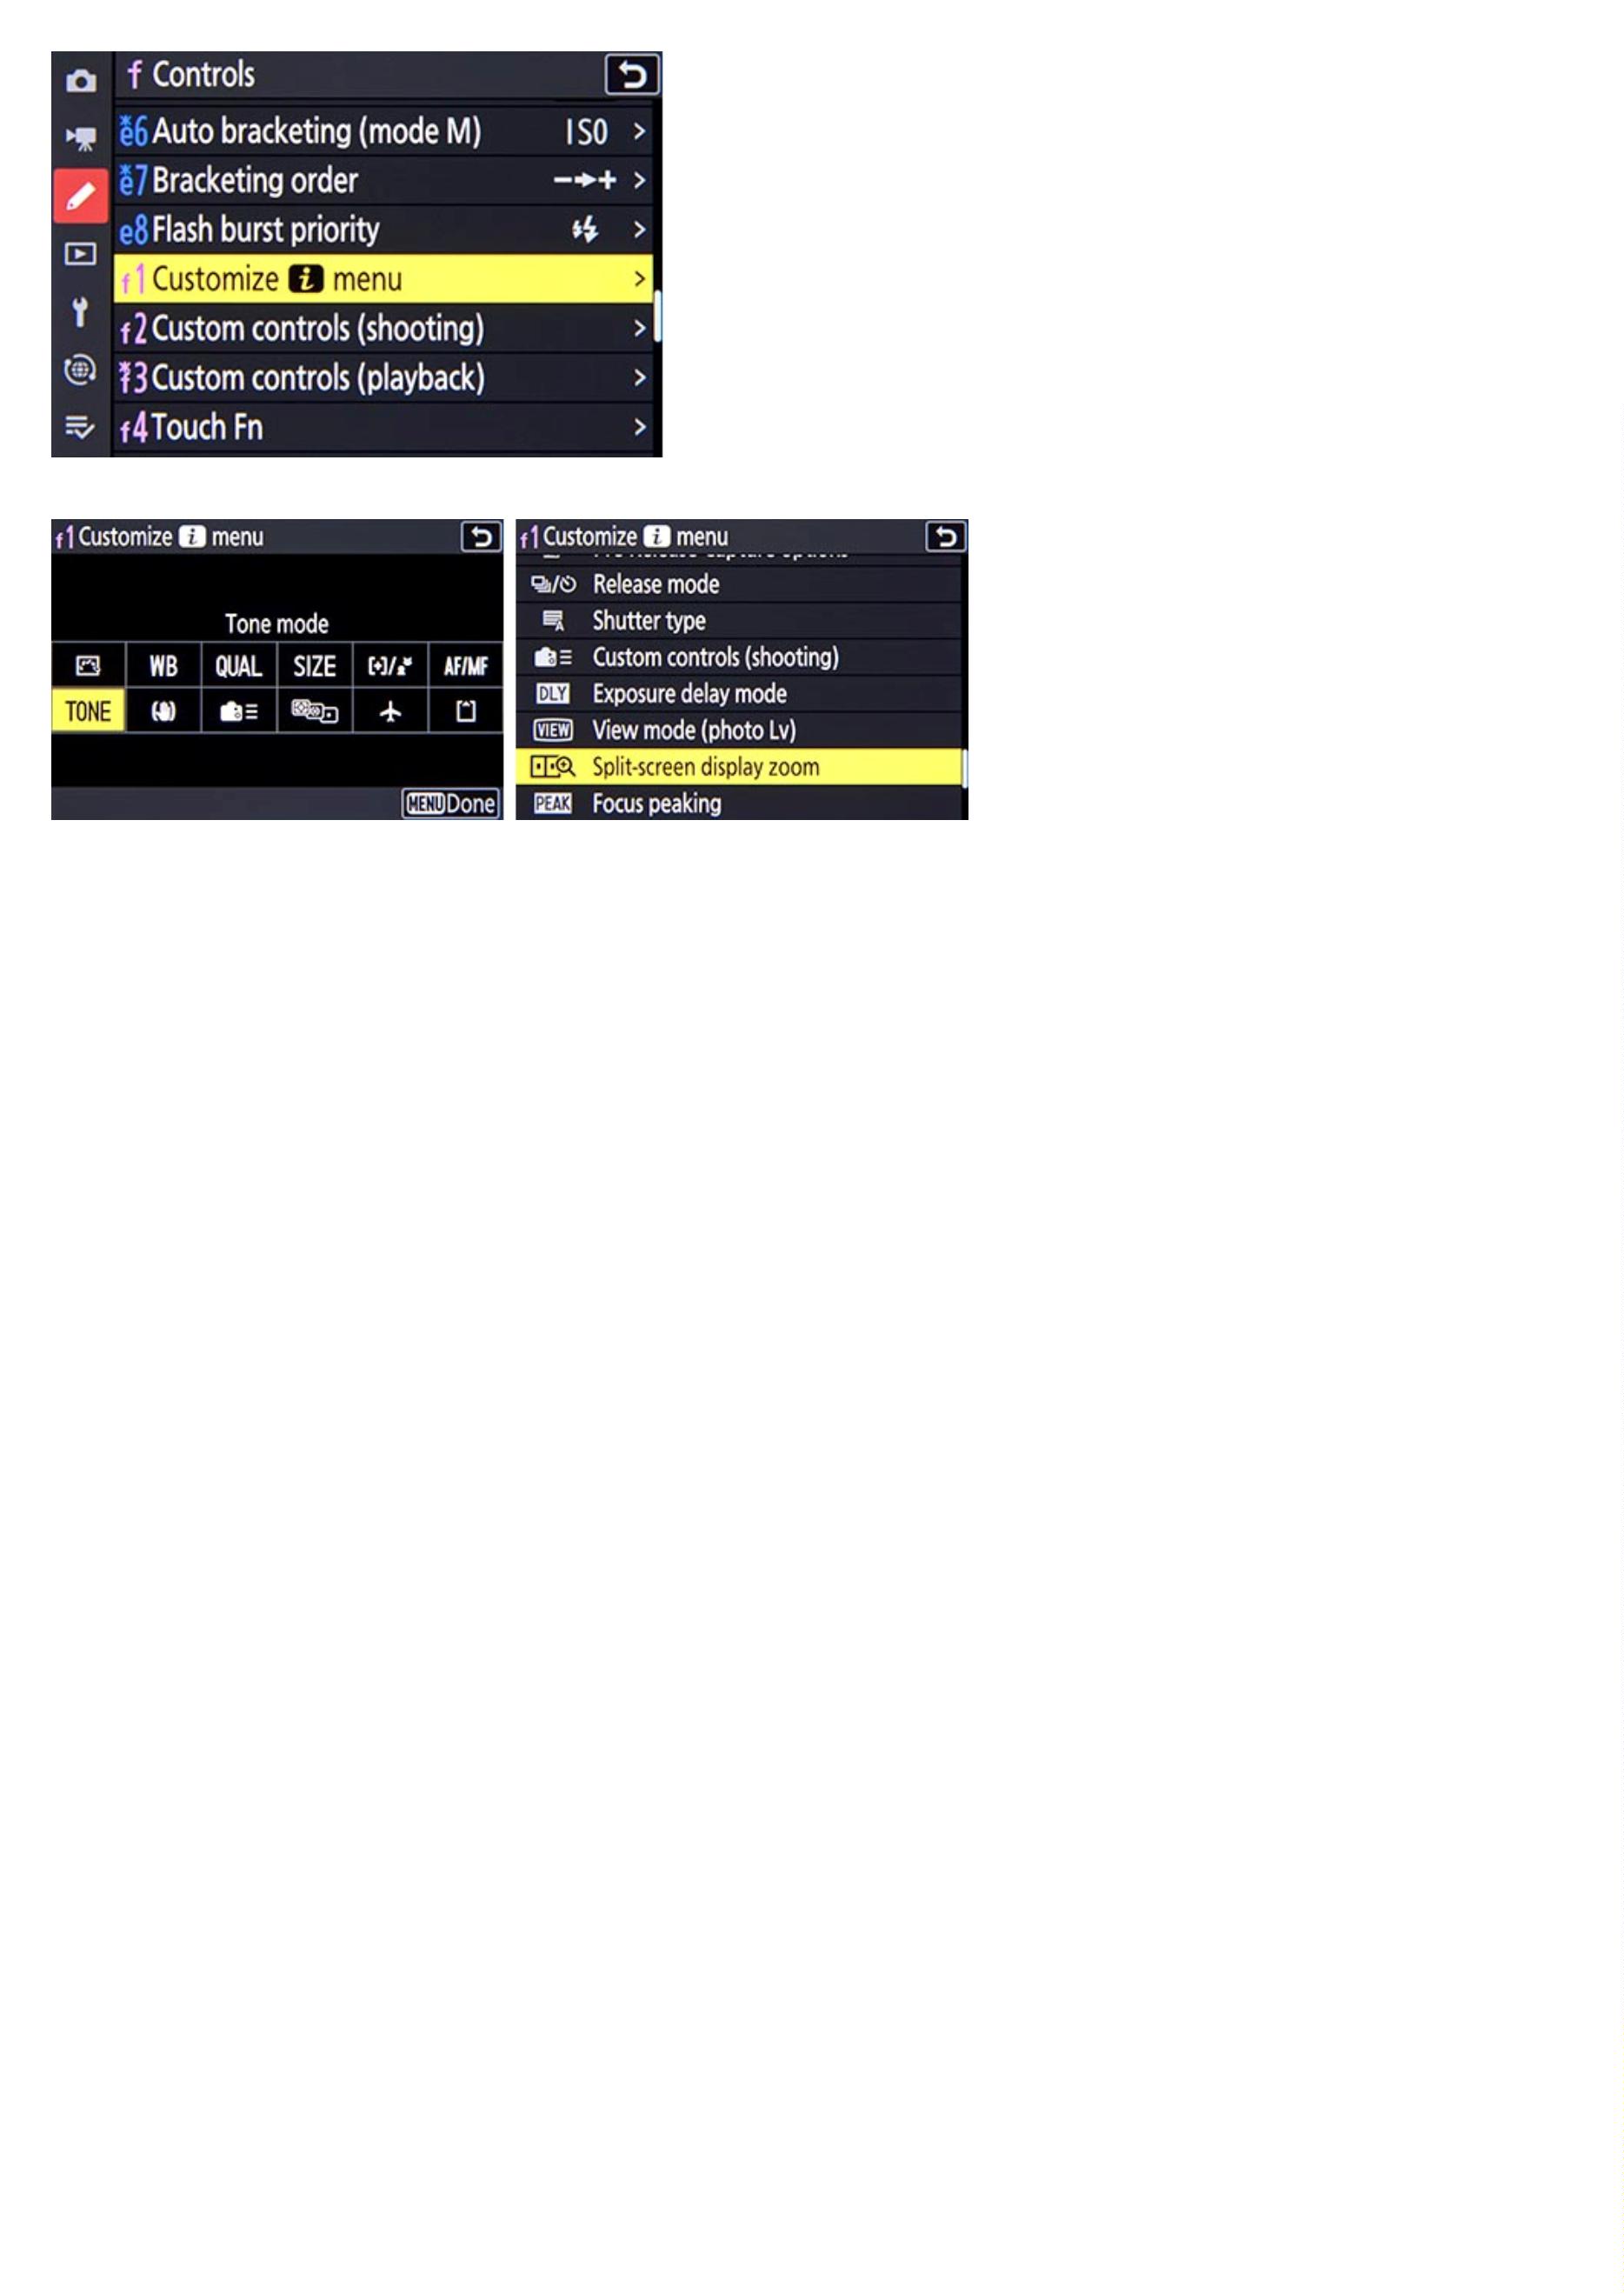 f Controls
e6 Auto bracketing (mode M) ISO >
e7 Bracketing order >
e8 Flash burst priority >
f1 Customize i menu >
f2 Custom controls (shooting) >
f3 Custom controls (playback) >
f4 Touch Fn >
f1 Customize i menu
Tone mode
WB QUAL SIZE AF/MF
TONE
MENU Done
f1 Customize i menu
Release mode
A Shutter type
Custom controls (shooting)
DLY Exposure delay mode
VIEW View mode (photo Lv)
Split-screen display zoom
PEAK Focus peaking